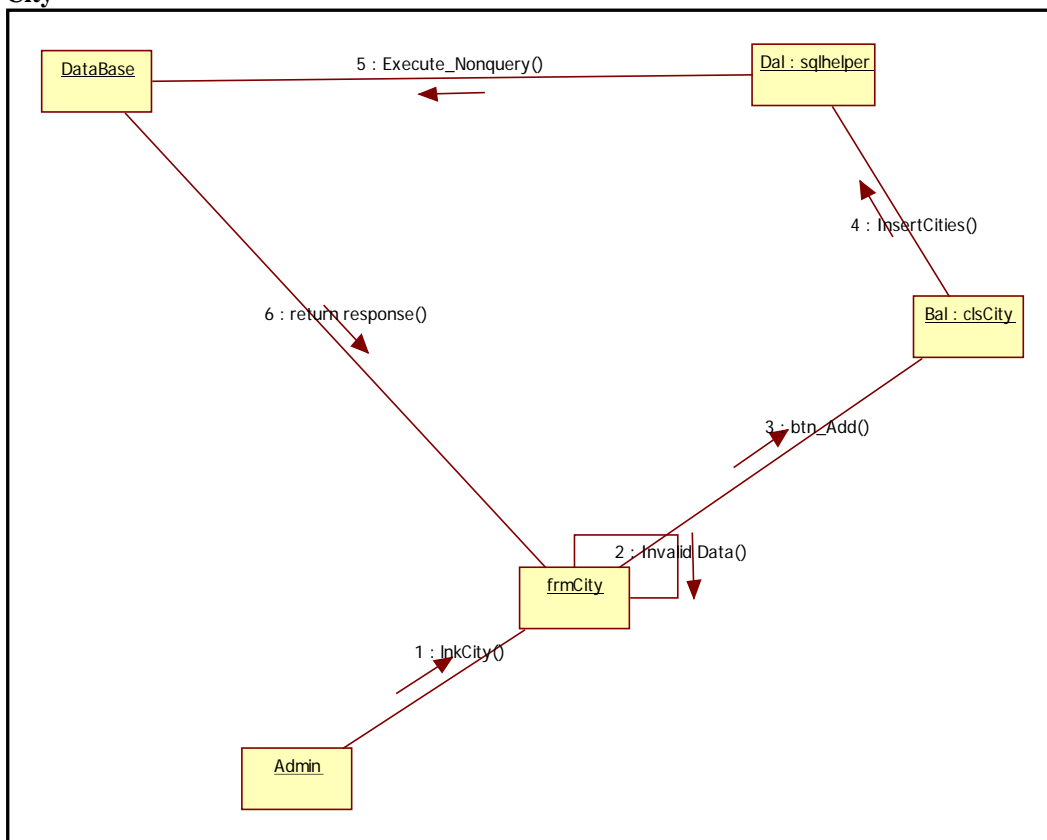 City
DataBase
5 : Execute_Nonquery()
Dal : sqlhelper
4 : InsertCities()
6 : return response()
Bal : clsCity
3 : btn_Add()
2 : Invalid Data()
frmCity
1 : lnkCity()
Admin